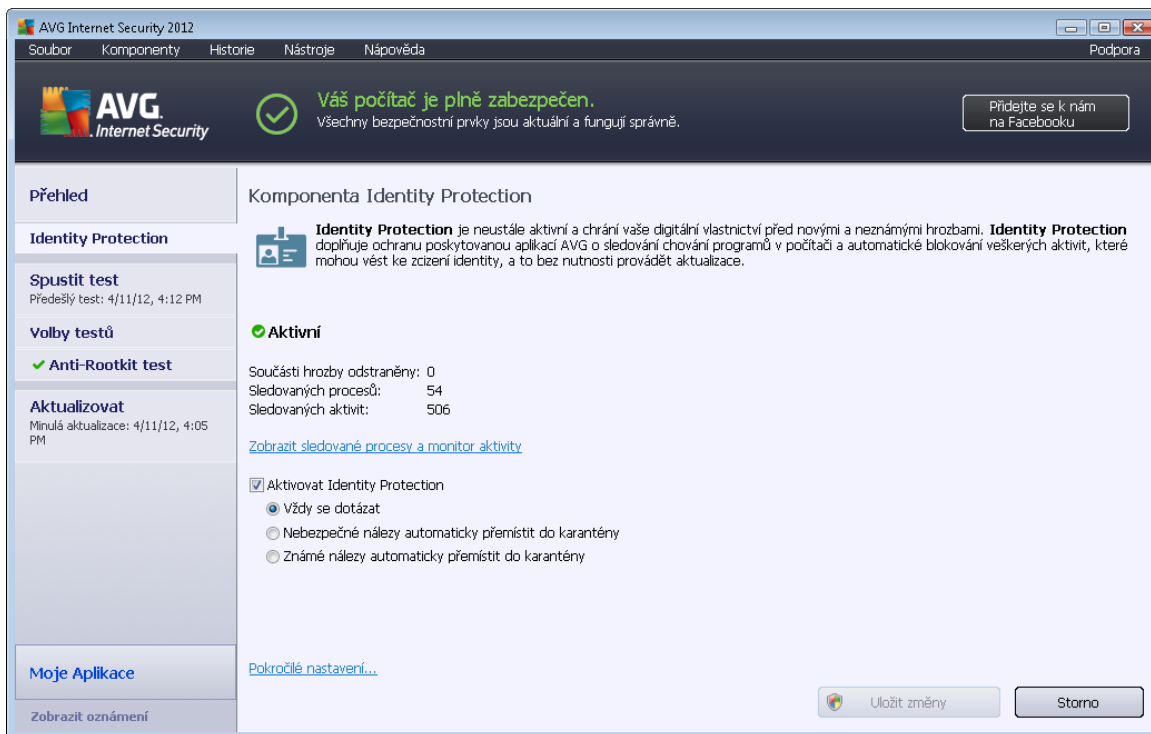 AVG Internet Security 2012
Soubor Komponenty Historie Nástroje Nápověda Podpora
AVG.
Internet Security
Váš počítač je plně zabezpečen.
Všechny bezpečnostní prvky jsou aktuální a fungují správně.
Přidejte se k nám
na Facebooku
Přehled
Identity Protection
Spustit test
Předešlý test: 4/11/12, 4:12 PM
Volby testů
Anti-Rootkit test
Aktualizovat
Minulá aktualizace: 4/11/12, 4:05
PM
Moje Aplikace
Zobrazit oznámení
Komponenta Identity Protection
Identity Protection je neustále aktivní a chrání vaše digitální vlastnictví před novými a neznámými hrozbami. Identity Protection
doplňuje ochranu poskytovanou aplikací AVG o sledování chování programů v počítači a automatické blokování veškerých aktivit, které
mohou vést ke zcizení identity, a to bez nutnosti provádět aktualizace.
Aktivní
Součásti hrozby odstraněny: 0
Sledovaných procesů: 54
Sledovaných aktivit: 506
Zobrazit sledované procesy a monitor aktivity
Aktivovat Identity Protection
Vždy se dotázat
Nebezpečné nálezy automaticky přemístit do karantény
Známé nálezy automaticky přemístit do karantény
Pokročilé nastavení...
Uložit změny
Storno